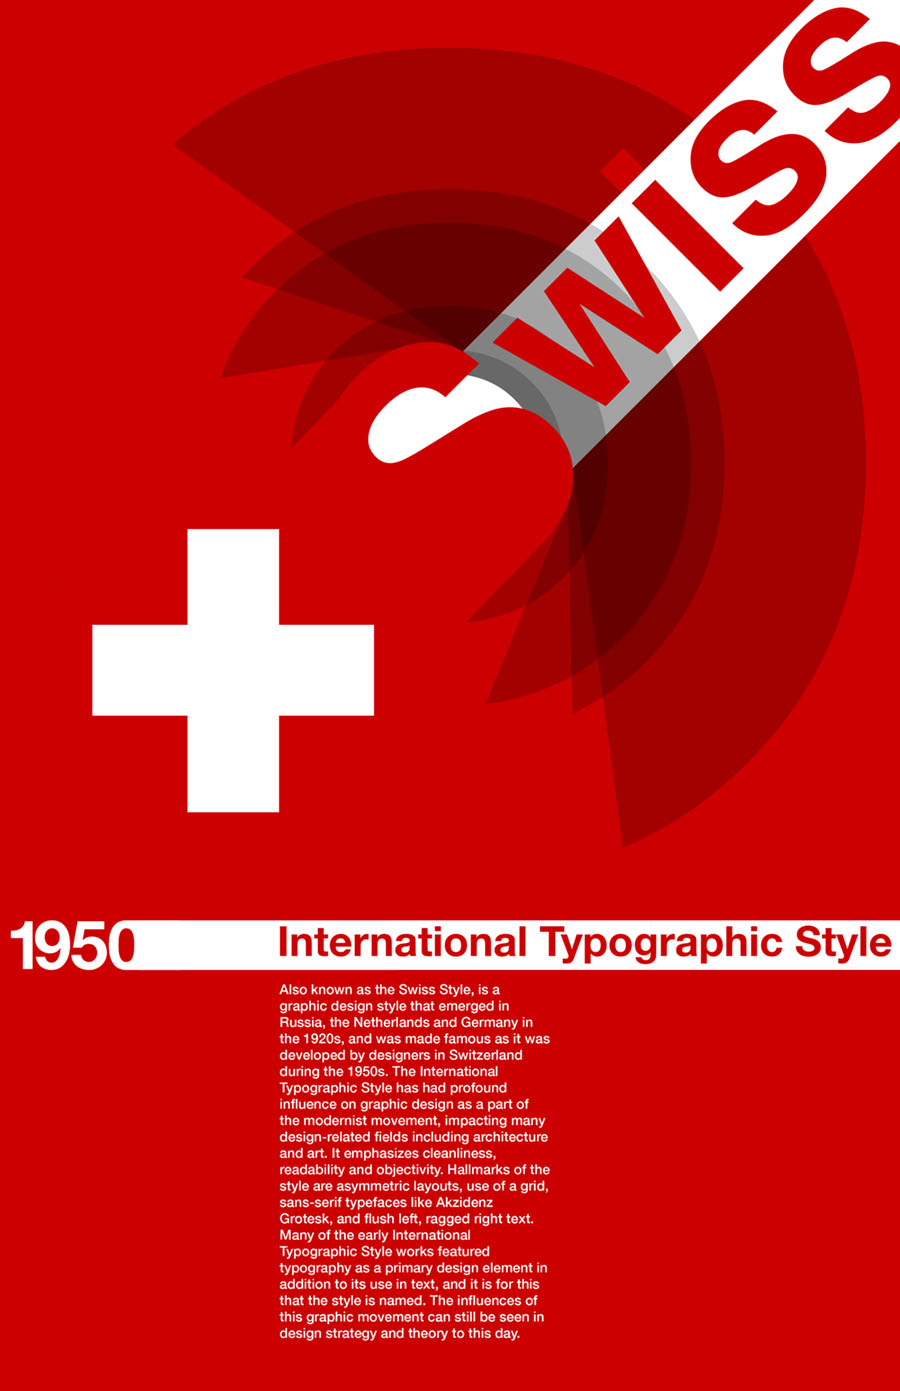 SWISS
1950
International Typographic Style
Also known as the Swiss Style, is a
graphic design style that emerged in
Russia, the Netherlands and Germany in
the 1920s, and was made famous as it was
developed by designers in Switzerland
during the 1950s. The International
Typographic Style has had profound
influence on graphic design as a part of
the modernist movement, impacting many
design-related fields including architecture
and art. It emphasizes cleanliness,
readability and objectivity. Hallmarks of the
style are asymmetric layouts, use of a grid,
sans-serif typefaces like Akzidenz
Grotesk, and flush left, ragged right text.
Many of the early International
Typographic Style works featured
typography as a primary design element in
addition to its use in text, and it is for this
that the style is named. The influences of
this graphic movement can still be seen in
design strategy and theory to this day.